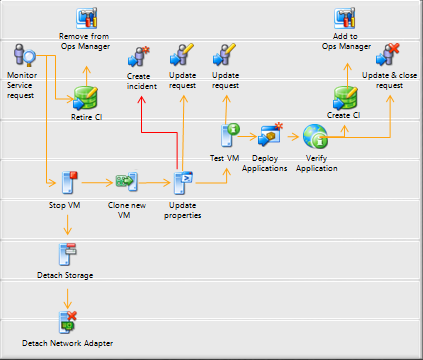 Remove from
Ops Manager
Add to
Ops Manager
Monitor
Service
request
Create
incident
Update
request
Update
request
Update & close
request
Retire CI
Create CI
Test VM
Deploy
Applications
Verify
Application
Stop VM
Clone new
VM
Update
properties
Detach Storage
Detach Network Adapter